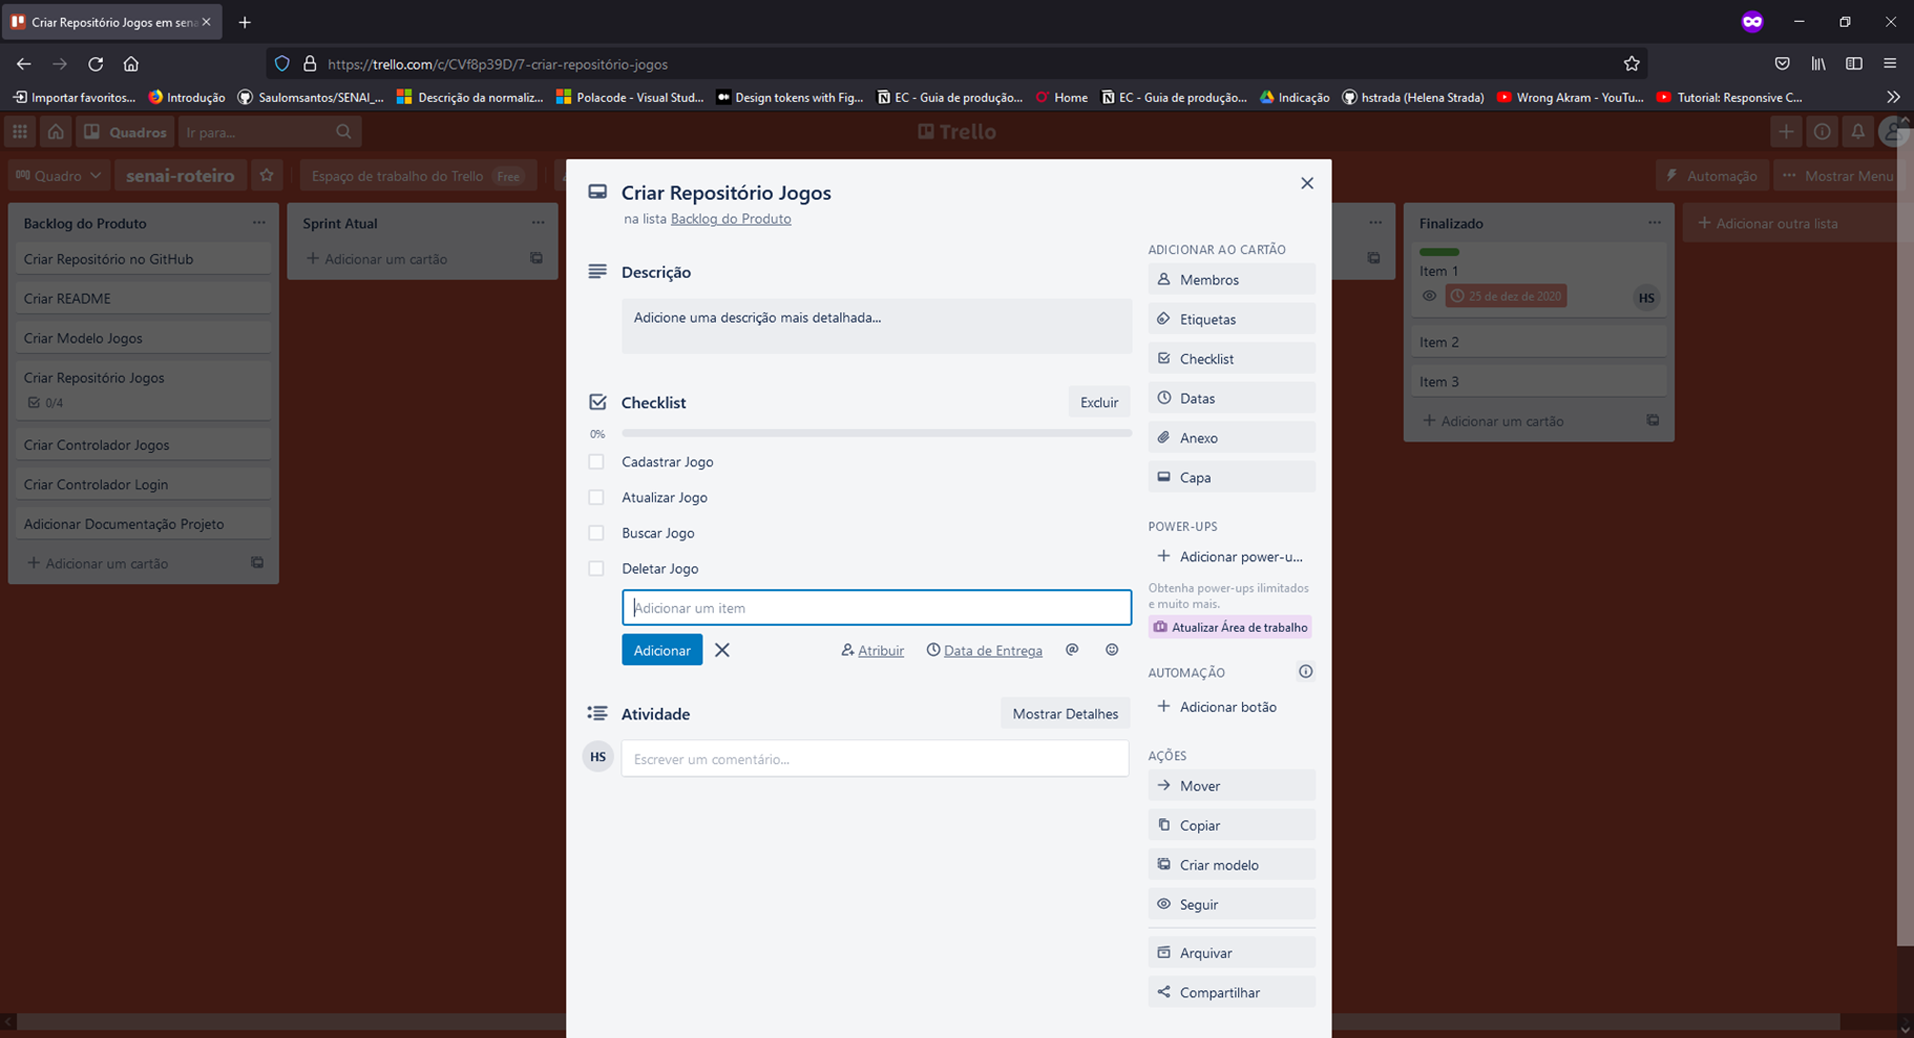 Criar Repositório Jogos em sena
https://trello.com/c/CVf8p39D/7-criar-repositório-jogos
Importar favoritos...
Introdução
Saulomsantos/SENAI_...
Descrição da normaliz...
Polacode - Visual Stud...
Design tokens with Fig...
EC - Guia de produção...
Home
EC - Guia de produção...
Indicação
hstrada (Helena Strada)
Wrong Akram - YouTu...
Tutorial: Responsive C...
Quadros
Ir para...
Trello
Quadro
senai-roteiro
Espaço de trabalho do Trello
Free
Automação
Mostrar Menu
Backlog do Produto
Criar Repositório no GitHub
Criar README
Criar Modelo Jogos
Criar Repositório Jogos
0/4
Criar Controlador Jogos
Criar Controlador Login
Adicionar Documentação Projeto
+ Adicionar um cartão
Sprint Atual
+ Adicionar um cartão
Criar Repositório Jogos
na lista Backlog do Produto
Descrição
Adicione uma descrição mais detalhada...
Checklist
Excluir
0%
Cadastrar Jogo
Atualizar Jogo
Buscar Jogo
Deletar Jogo
Adicionar um item
Adicionar
Atribuir
Data de Entrega
@
Atividade
Mostrar Detalhes
HS
Escrever um comentário...
ADICIONAR AO CARTÃO
Membros
Etiquetas
Checklist
Datas
Anexo
Capa
POWER-UPS
+ Adicionar power-u...
Obtenha power-ups ilimitados
e muito mais.
Atualizar Área de trabalho
AUTOMAÇÃO
+ Adicionar botão
AÇÕES
Mover
Copiar
Criar modelo
Seguir
Arquivar
Compartilhar
Finalizado
Item 1
25 de dez de 2020
HS
Item 2
Item 3
+ Adicionar um cartão
+ Adicionar outra lista